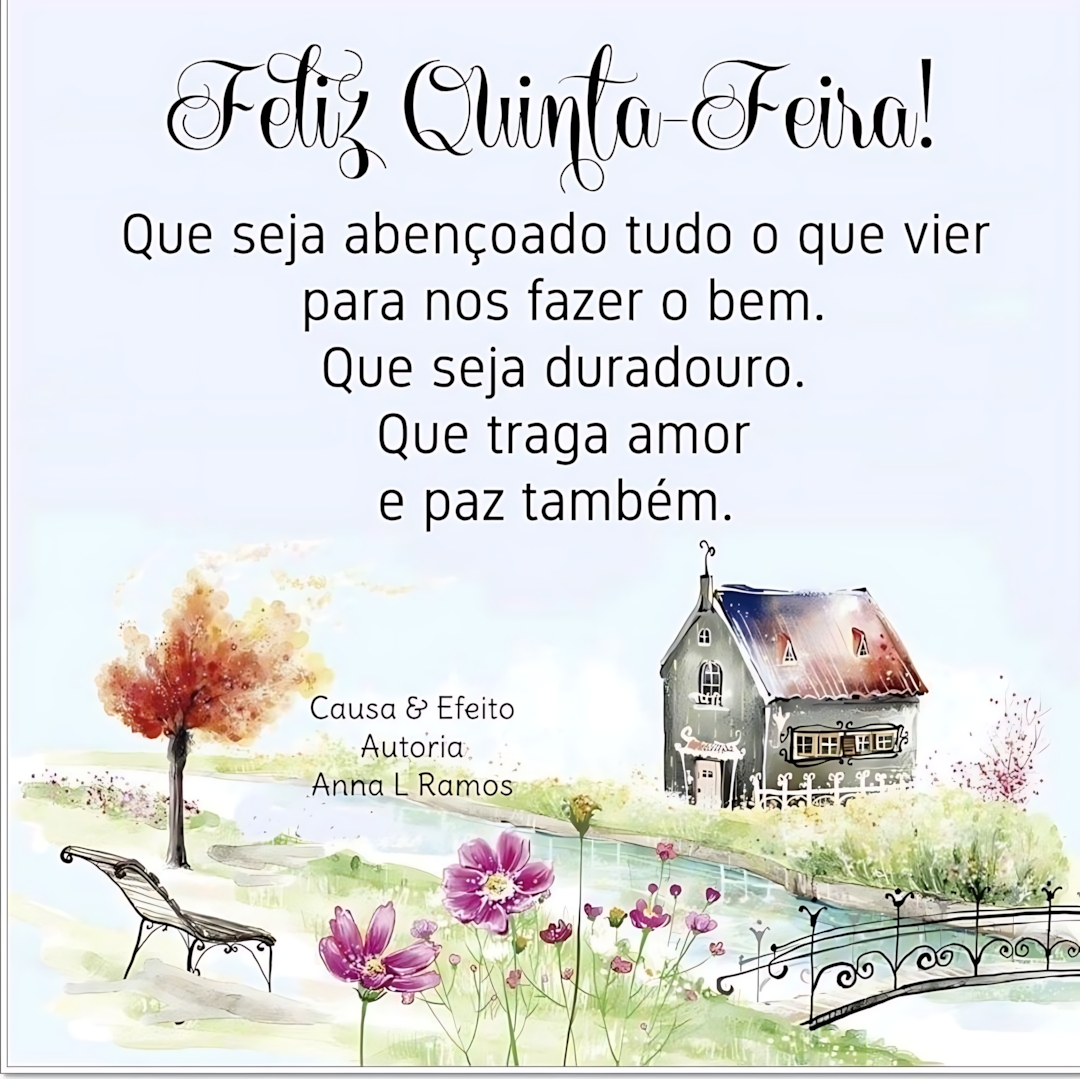 Feliz Quinta-Feira!
Que seja abençoado tudo o que vier
para nos fazer o bem.
Que seja duradouro.
Que traga amor
e paz também.
Causa & Efeito
Autoria
Anna L Ramos